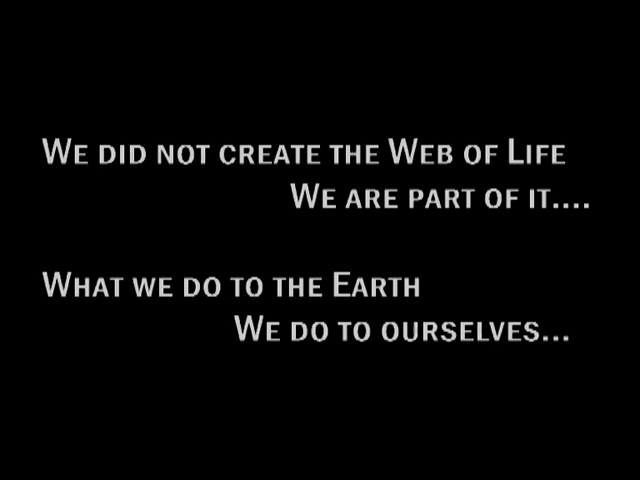 We did not create the Web of Life
We are part of it....
What we do to the Earth
We do to ourselves...